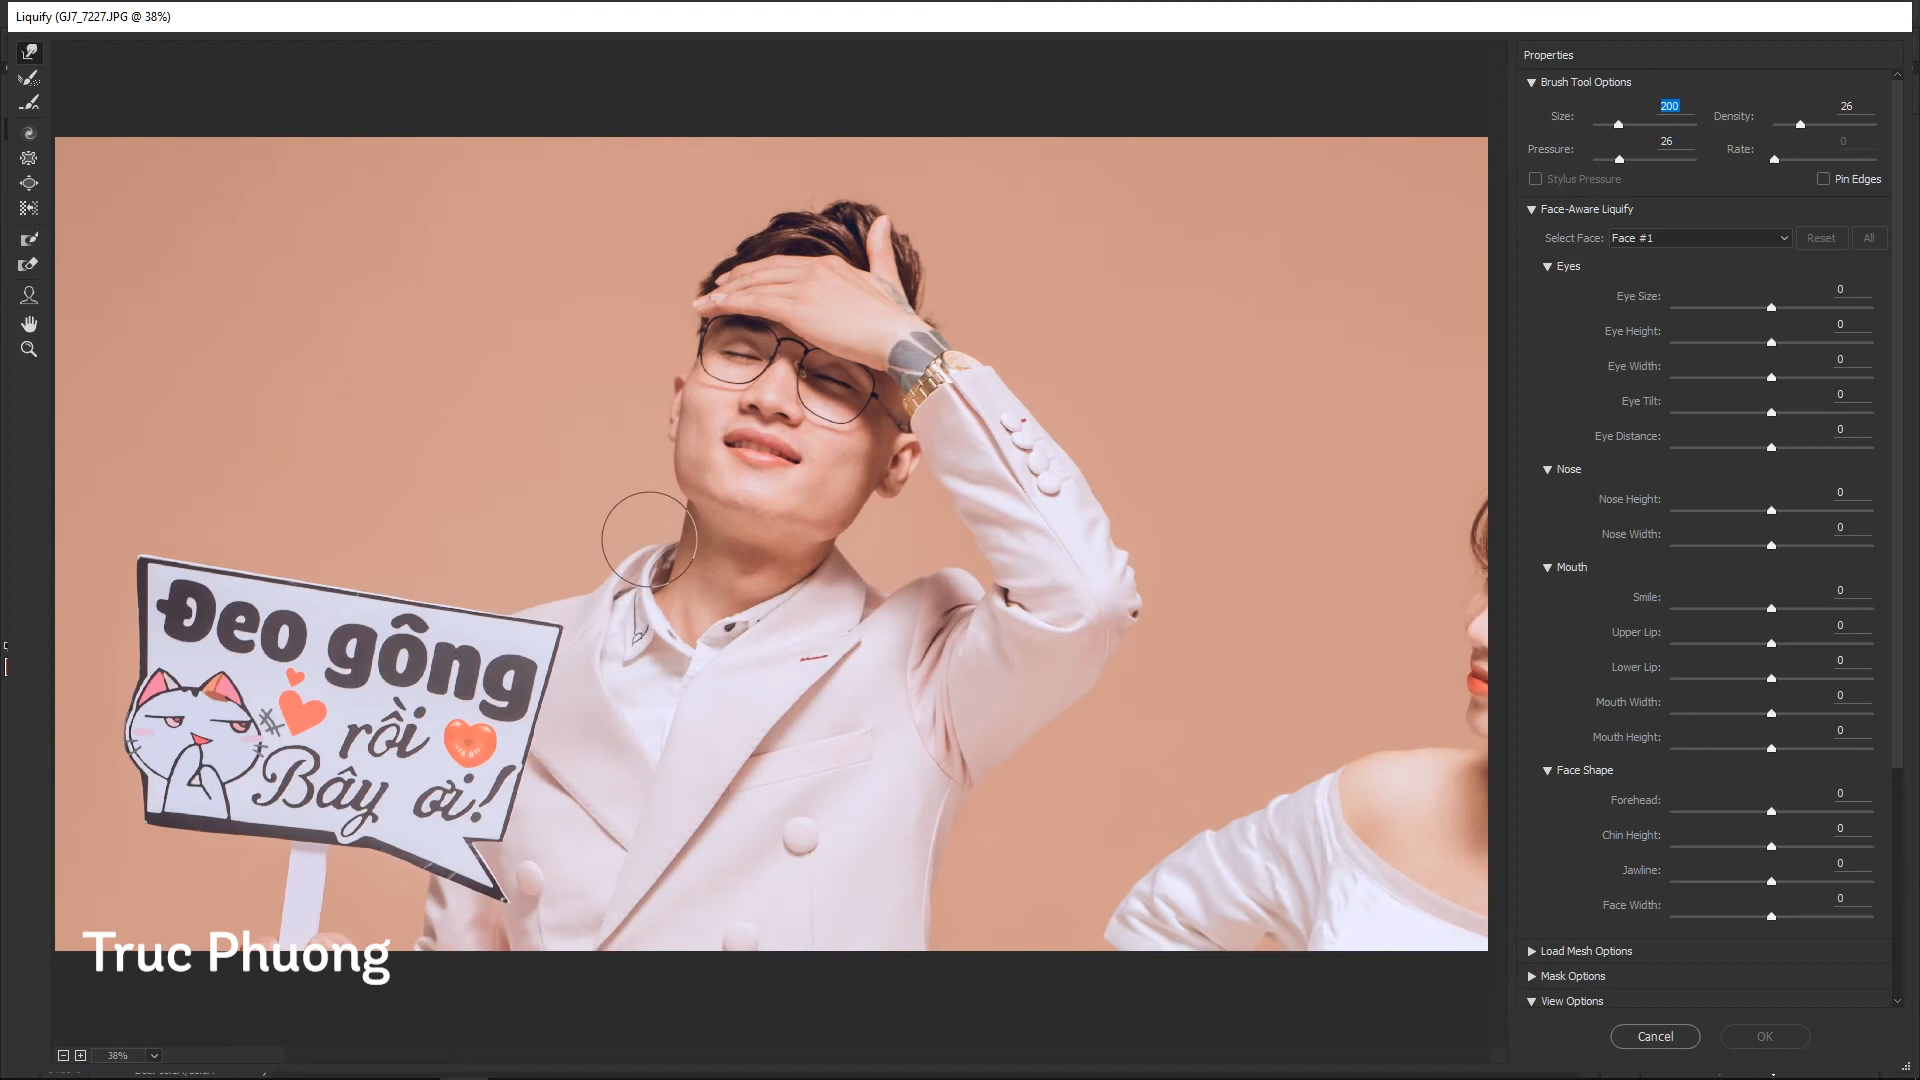 Liquify (GJ7_7227.JPG @ 38%)
Properties
Brush Tool Options
Size: 200 Density: 26
Pressure: 26 Rate: 0
Stylus Pressure Pin Edges
Face-Aware Liquify
Select Face: Face #1 Reset All
Eyes
Eye Size: 0
Eye Height: 0
Eye Width: 0
Eye Tilt: 0
Eye Distance: 0
Nose
Nose Height: 0
Nose Width: 0
Mouth
Smile: 0
Upper Lip: 0
Lower Lip: 0
Mouth Width: 0
Mouth Height: 0
Face Shape
Forehead: 0
Chin Height: 0
Jawline: 0
Face Width: 0
Load Mesh Options
Mask Options
View Options
Cancel OK
Đeo gông
rồi
Bây ơi!
Truc Phuong
38%